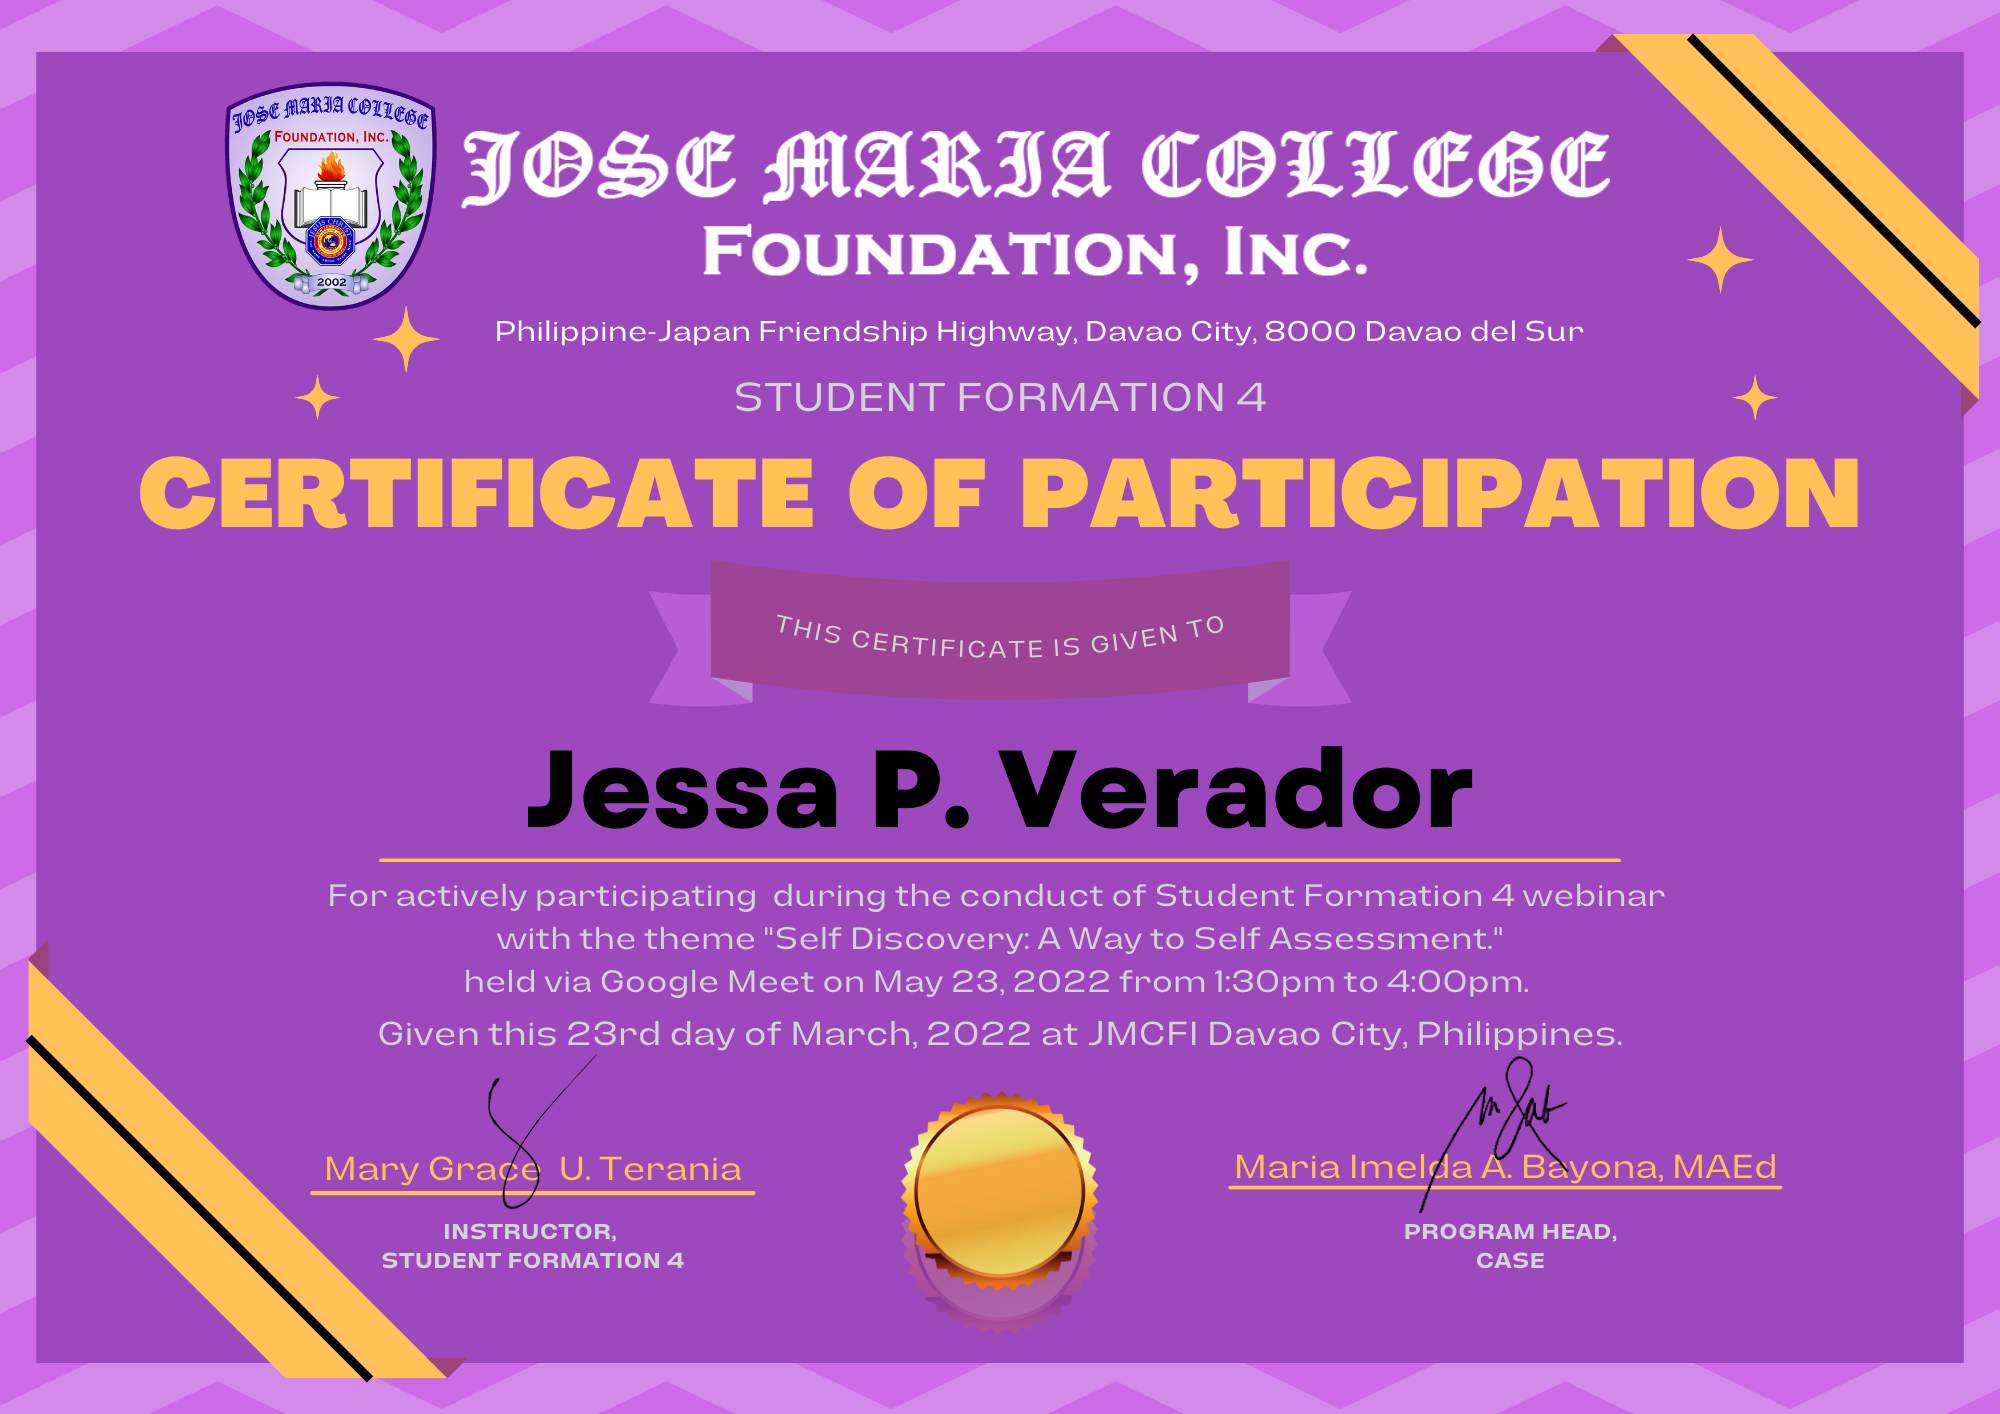 JOSE MARIA COLLEGE
FOUNDATION, INC.
2002
JOSE MARIA COLLEGE
FOUNDATION, INC.
Philippine-Japan Friendship Highway, Davao City, 8000 Davao del Sur
STUDENT FORMATION 4
CERTIFICATE OF PARTICIPATION
THIS CERTIFICATE IS GIVEN TO
Jessa P. Verador
For actively participating during the conduct of Student Formation 4 webinar
with the theme "Self Discovery: A Way to Self Assessment."
held via Google Meet on May 23, 2022 from 1:30pm to 4:00pm.
Given this 23rd day of March, 2022 at JMCFI Davao City, Philippines.
Mary Grace U. Terania
INSTRUCTOR,
STUDENT FORMATION 4
Maria Imelda A. Bayona, MAEd
PROGRAM HEAD,
CASE